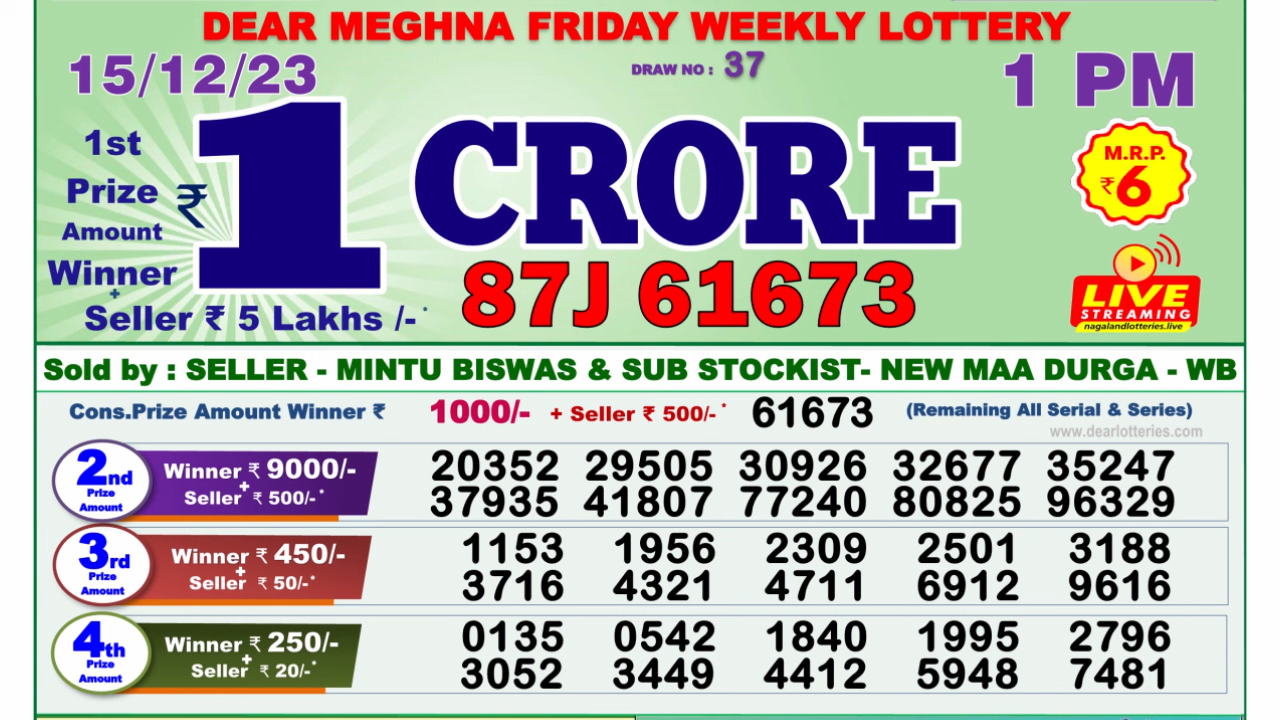 DEAR MEGHNA FRIDAY WEEKLY LOTTERY
15/12/23
DRAW NO : 37
1 PM
1st
Prize
Amount
Winner
+
Seller ₹ 5 Lakhs /-*
₹ 1 CRORE
87J 61673
M.R.P.
₹6
LIVE
STREAMING
nagalandlotteries.live
Sold by : SELLER - MINTU BISWAS & SUB STOCKIST- NEW MAA DURGA - WB
Cons.Prize Amount Winner ₹ 1000/- + Seller ₹ 500/-* 61673 (Remaining All Serial & Series)
www.dearlotteries.com
2nd
Prize
Amount
Winner ₹ 9000/-
+
Seller ₹ 500/-*
20352 29505 30926 32677 35247
37935 41807 77240 80825 96329
3rd
Prize
Amount
Winner ₹ 450/-
+
Seller ₹ 50/-*
1153 1956 2309 2501 3188
3716 4321 4711 6912 9616
4th
Prize
Amount
Winner ₹ 250/-
+
Seller ₹ 20/-*
0135 0542 1840 1995 2796
3052 3449 4412 5948 7481